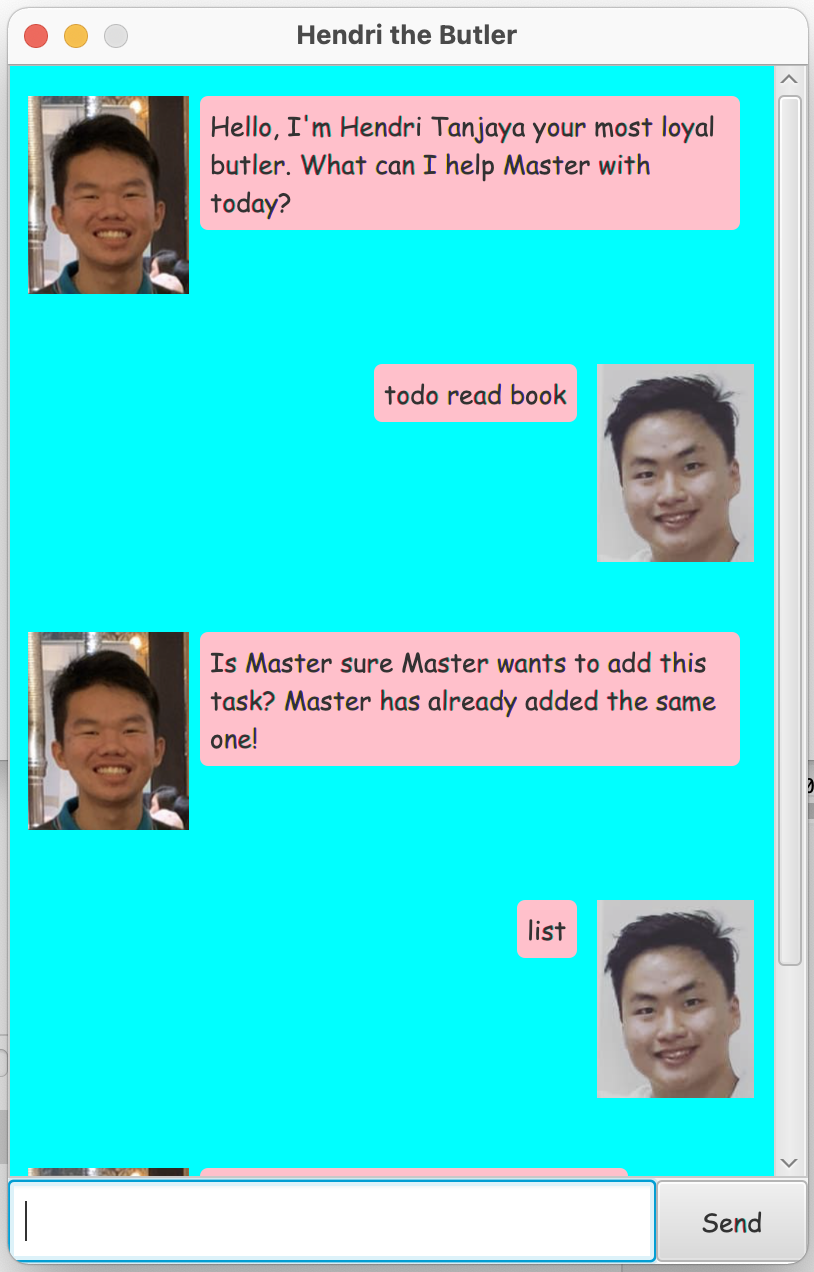 Hendri the Butler
Hello, I'm Hendri Tanjaya your most loyal
butler. What can I help Master with
today?
todo read book
Is Master sure Master wants to add this
task? Master has already added the same
one!
list
Send